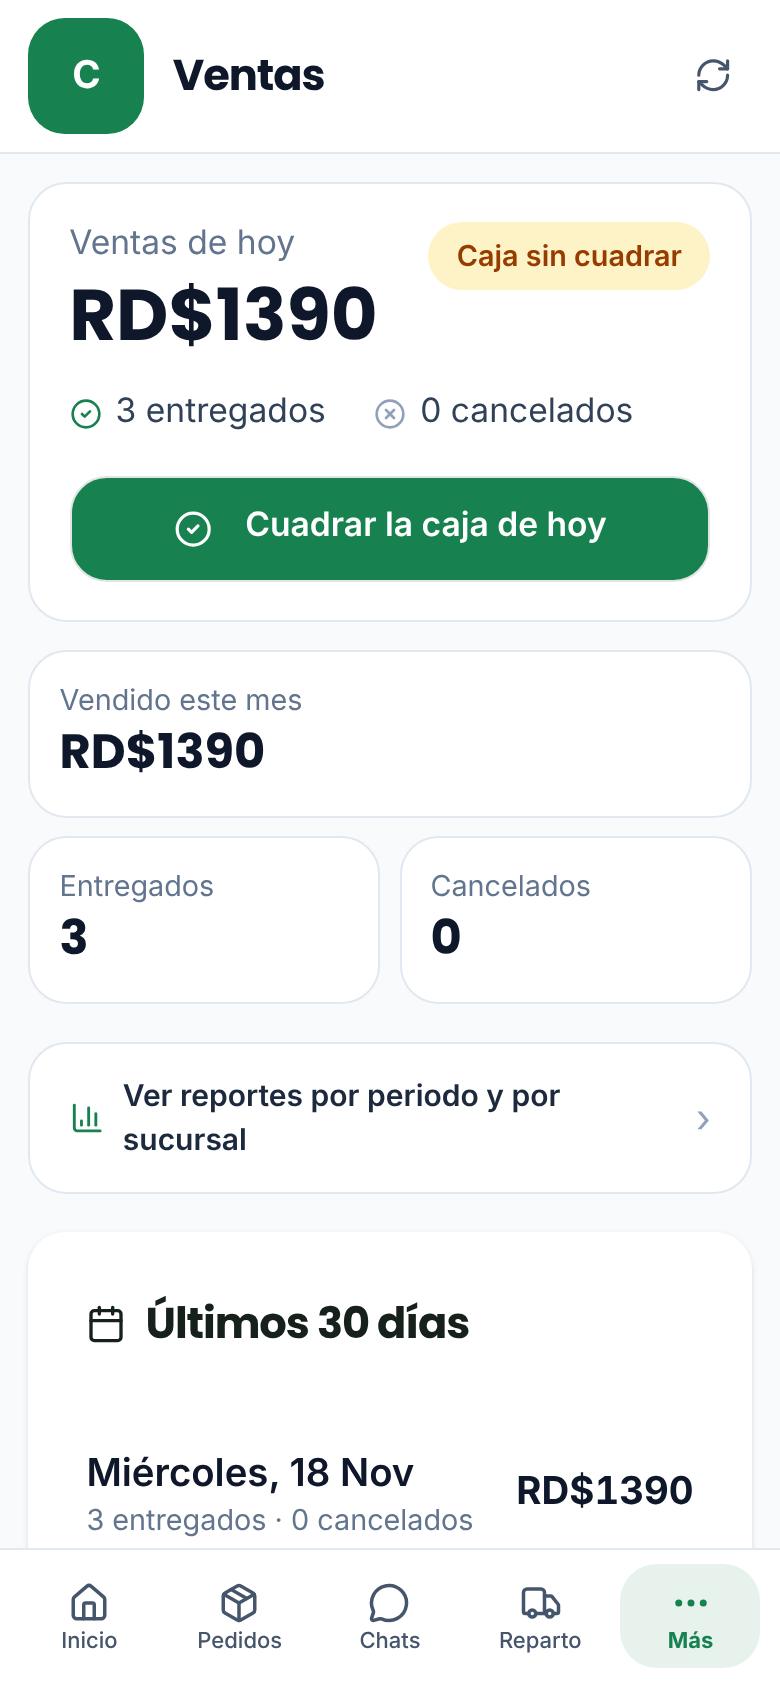 C
Ventas
Ventas de hoy
Caja sin cuadrar
RD$1390
3 entregados
0 cancelados
Cuadrar la caja de hoy
Vendido este mes
RD$1390
Entregados
3
Cancelados
0
Ver reportes por periodo y por
sucursal
Últimos 30 días
Miércoles, 18 Nov
RD$1390
3 entregados · 0 cancelados
Inicio
Pedidos
Chats
Reparto
Más